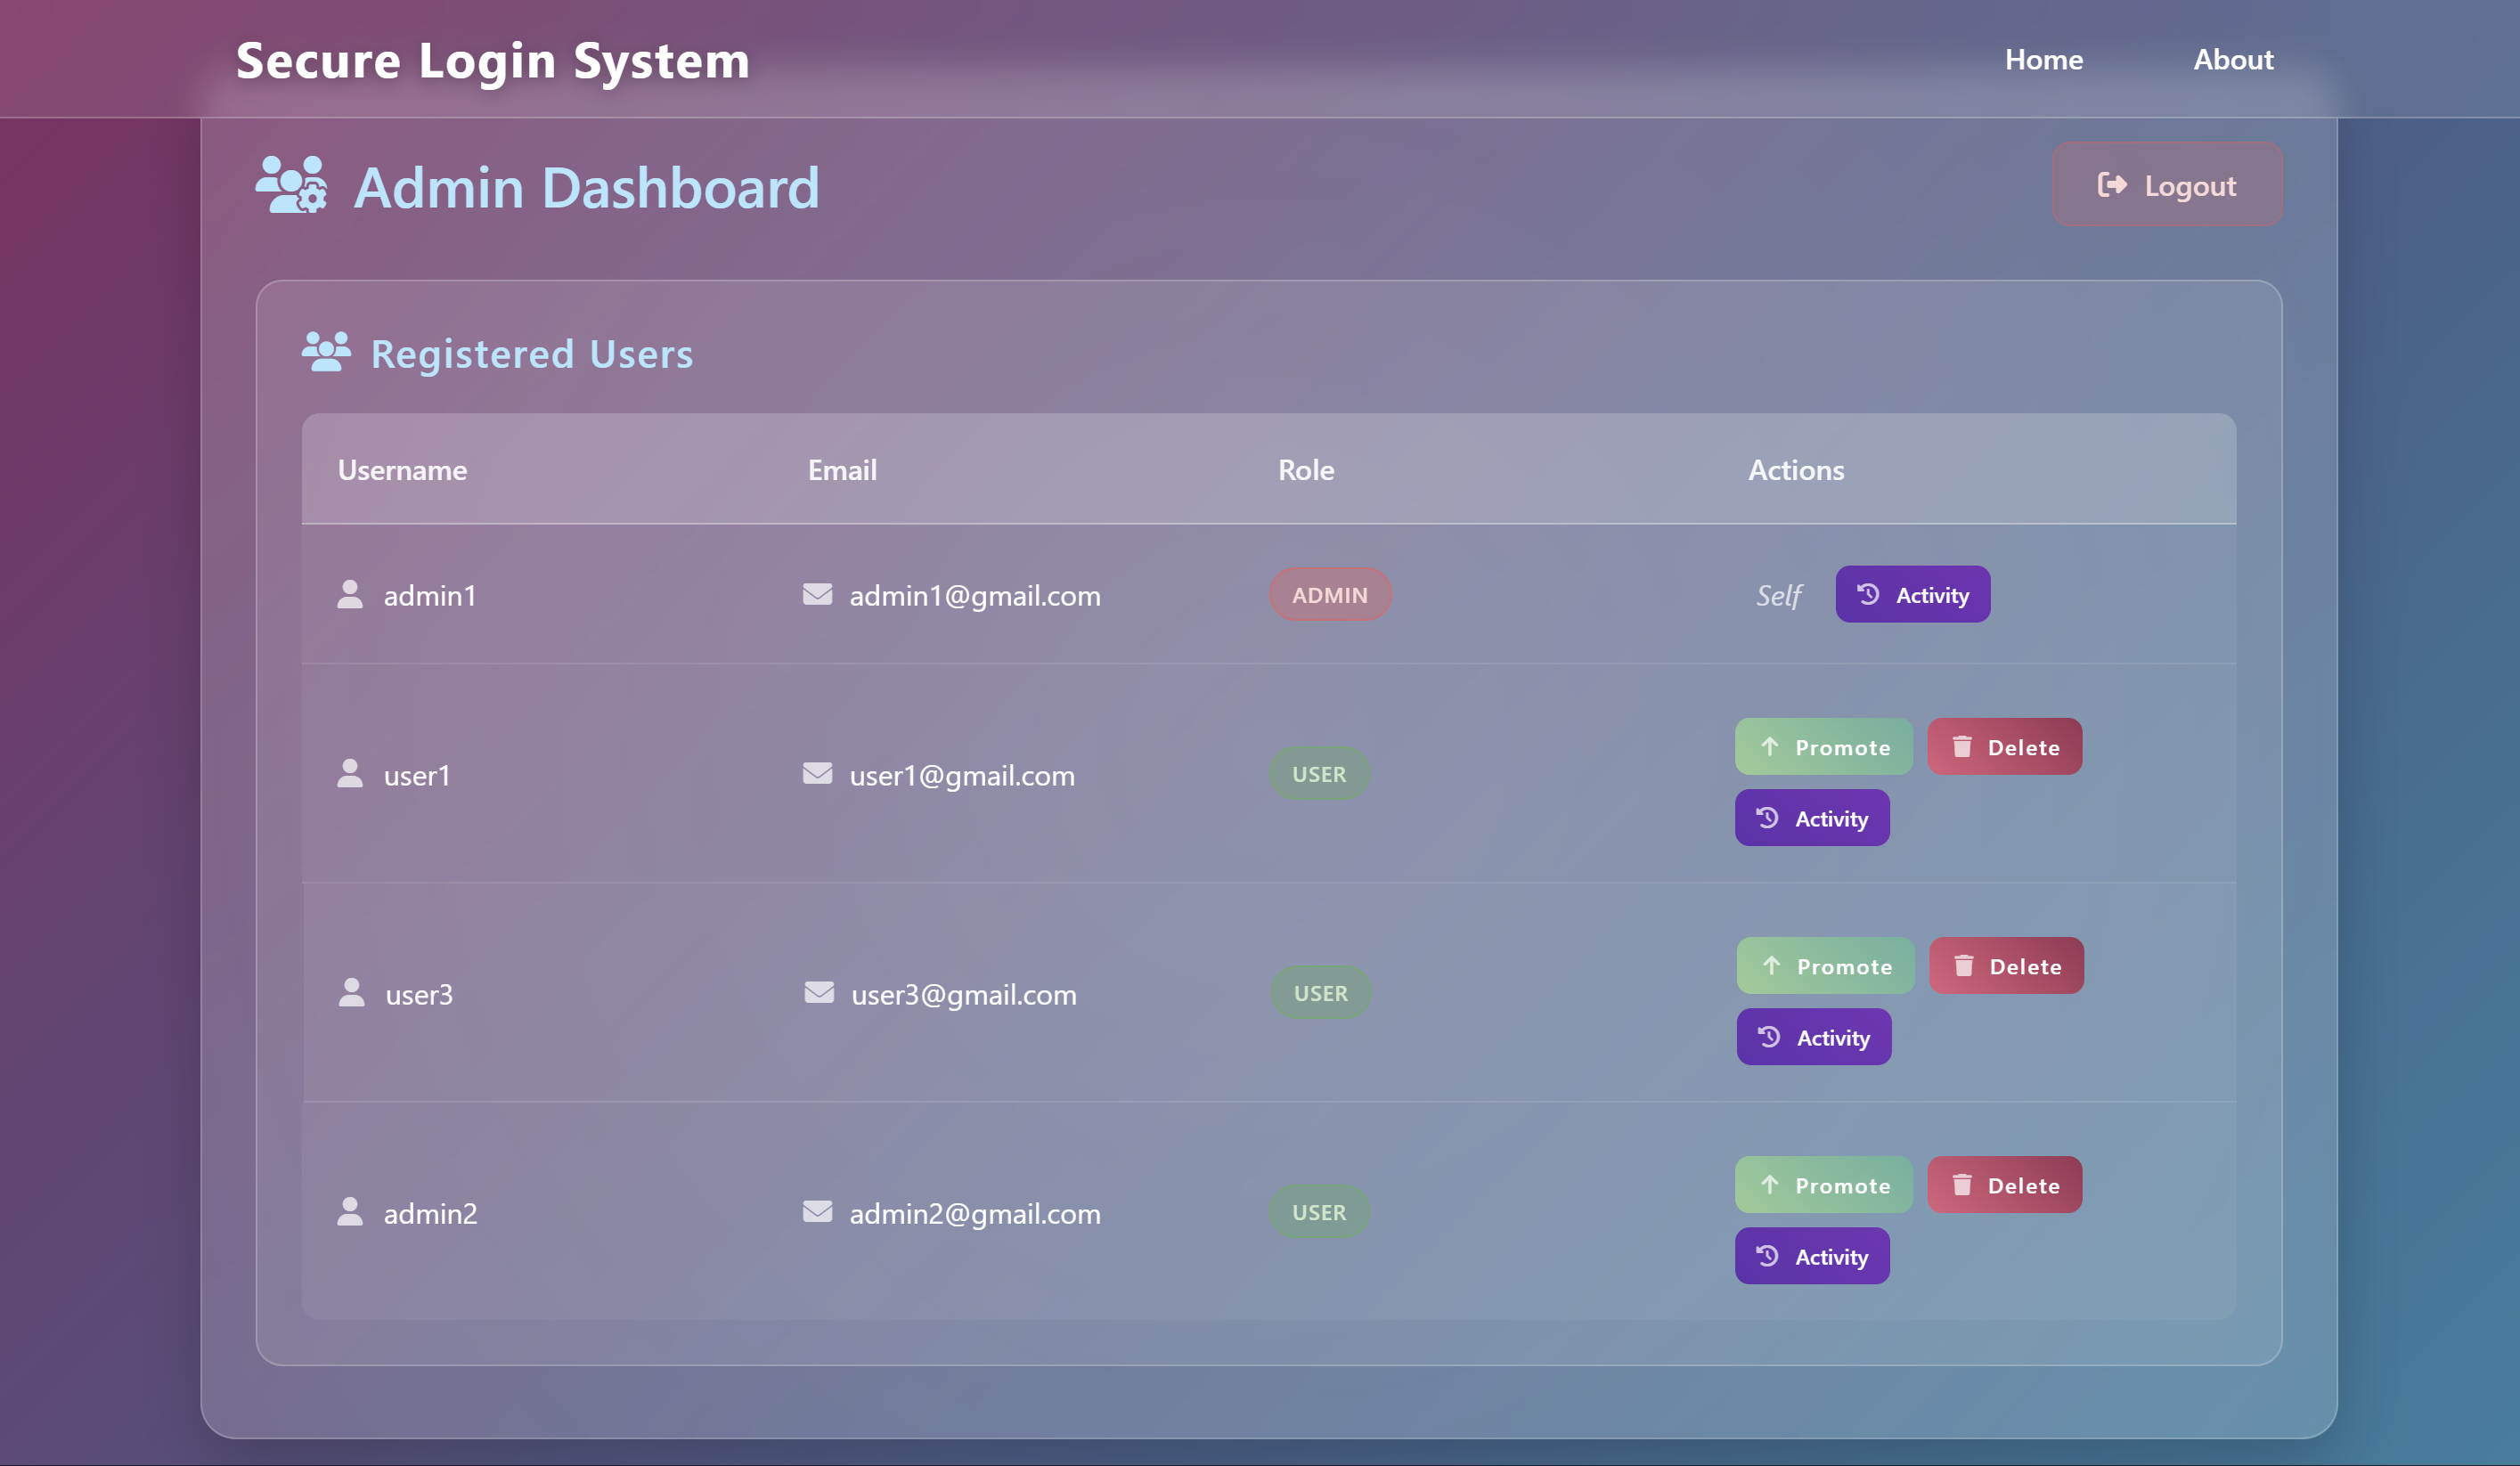 Secure Login System Home About
Admin Dashboard Logout
Registered Users
Username Email Role Actions
admin1 admin1@gmail.com ADMIN Self Activity
user1 user1@gmail.com USER Promote Delete
Activity
user3 user3@gmail.com USER Promote Delete
Activity
admin2 admin2@gmail.com USER Promote Delete
Activity